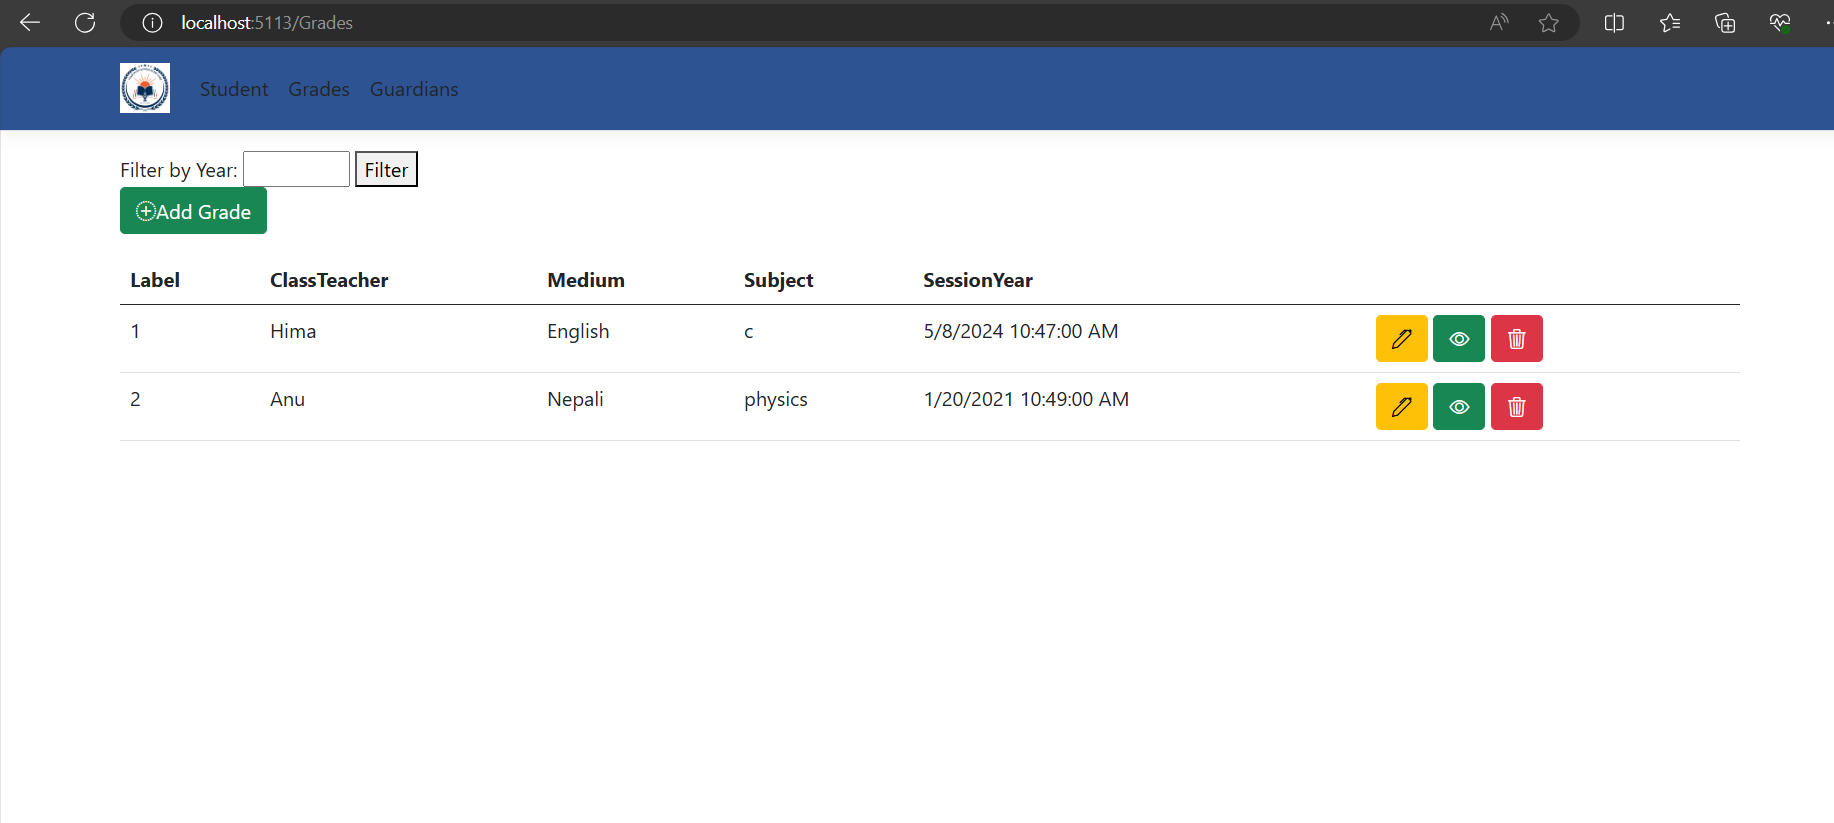 localhost:5113/Grades
Student Grades Guardians
Filter by Year: Filter
Add Grade
Label ClassTeacher Medium Subject SessionYear
1 Hima English c 5/8/2024 10:47:00 AM
2 Anu Nepali physics 1/20/2021 10:49:00 AM